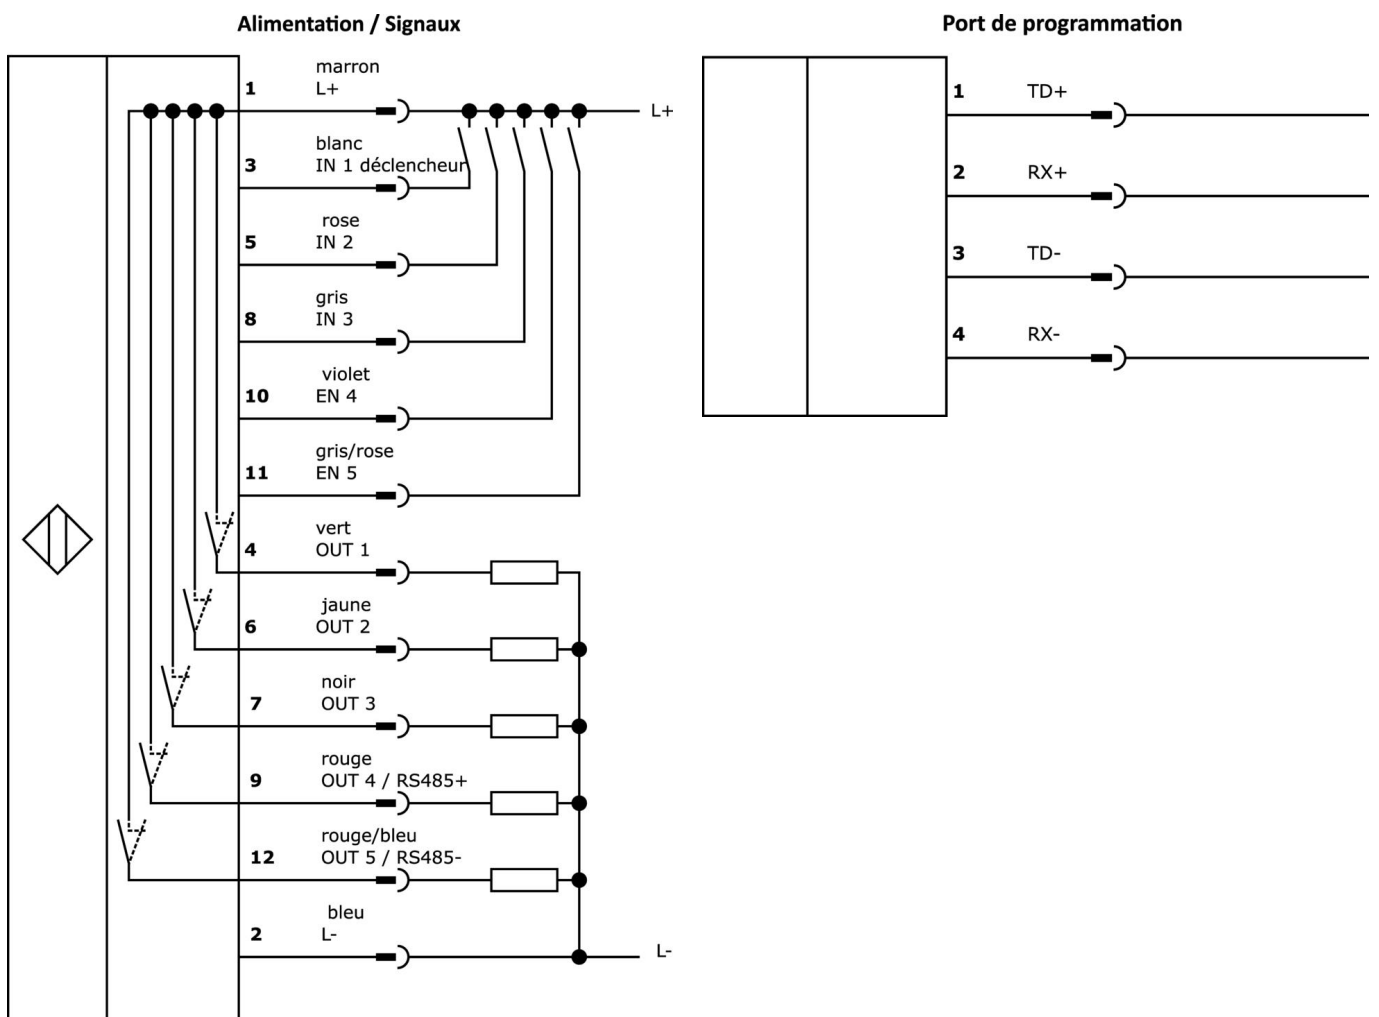 Alimentation / Signaux
marron
1 L+
L+
blanc
3 IN 1 déclencheur
rose
5 IN 2
gris
8 IN 3
violet
10 EN 4
gris/rose
11 EN 5
vert
4 OUT 1
jaune
6 OUT 2
noir
7 OUT 3
rouge
9 OUT 4 / RS485+
rouge/bleu
12 OUT 5 / RS485-
bleu
2 L-
L-
Port de programmation
1 TD+
2 RX+
3 TD-
4 RX-